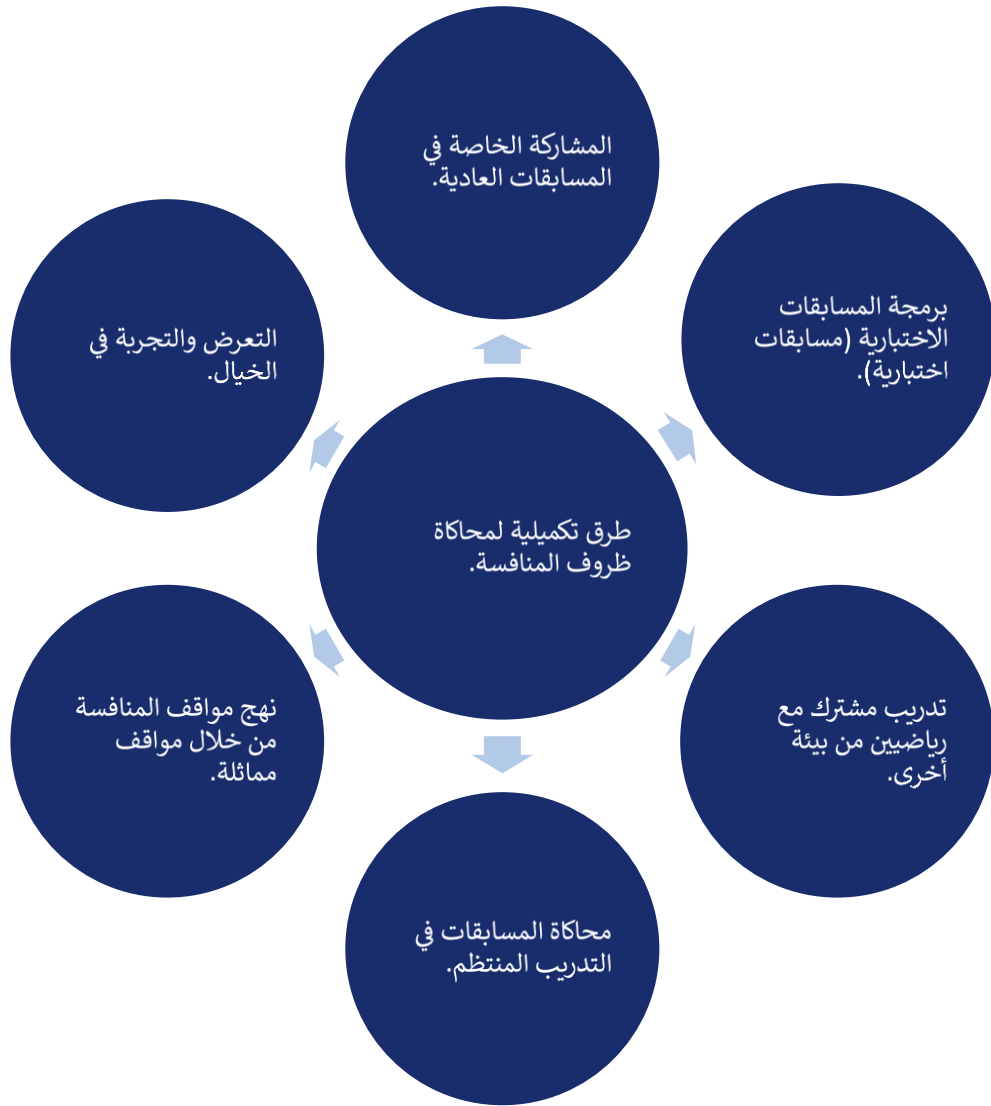 المشاركة الخاصة في
المسابقات العادية.
برمجة المسابقات
الاختبارية (مسابقات
اختبارية).
التعرض والتجربة في
الخيال.
طرق تكميلية لمحاكاة
ظروف المنافسة.
تدريب مشترك مع
رياضيين من بيئة
أخرى.
نهج مواقف المنافسة
من خلال مواقف
مماثلة.
محاكاة المسابقات في
التدريب المنتظم.